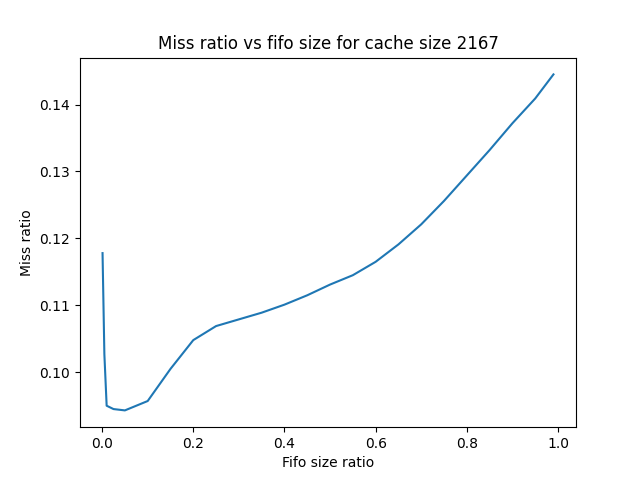 Miss ratio vs fifo size for cache size 2167
0.14
0.13
0.12
0.11
0.10
Miss ratio
0.0 0.2 0.4 0.6 0.8 1.0
Fifo size ratio